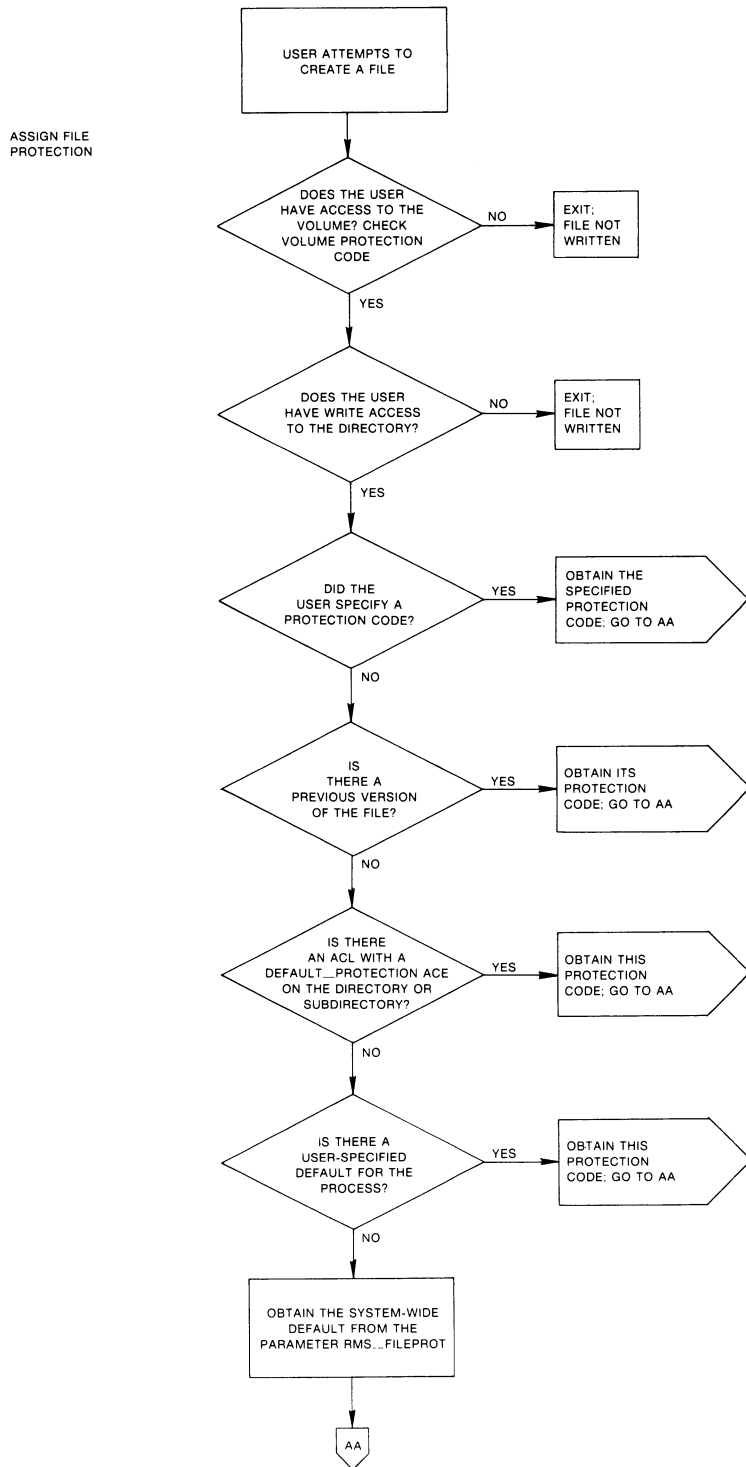 USER ATTEMPTS TO
CREATE A FILE
ASSIGN FILE
PROTECTION
DOES THE USER
HAVE ACCESS TO THE
VOLUME? CHECK
VOLUME PROTECTION
CODE
NO
EXIT;
FILE NOT
WRITTEN
YES
DOES THE USER
HAVE WRITE ACCESS
TO THE DIRECTORY?
NO
EXIT;
FILE NOT
WRITTEN
YES
DID THE
USER SPECIFY A
PROTECTION CODE?
YES
OBTAIN THE
SPECIFIED
PROTECTION
CODE; GO TO AA
NO
IS
THERE A
PREVIOUS VERSION
OF THE FILE?
YES
OBTAIN ITS
PROTECTION
CODE; GO TO AA
NO
IS THERE
AN ACL WITH A
DEFAULT__PROTECTION ACE
ON THE DIRECTORY OR
SUBDIRECTORY?
YES
OBTAIN THIS
PROTECTION
CODE; GO TO AA
NO
IS THERE A
USER-SPECIFIED
DEFAULT FOR THE
PROCESS?
YES
OBTAIN THIS
PROTECTION
CODE; GO TO AA
NO
OBTAIN THE SYSTEM-WIDE
DEFAULT FROM THE
PARAMETER RMS__FILEPROT
AA